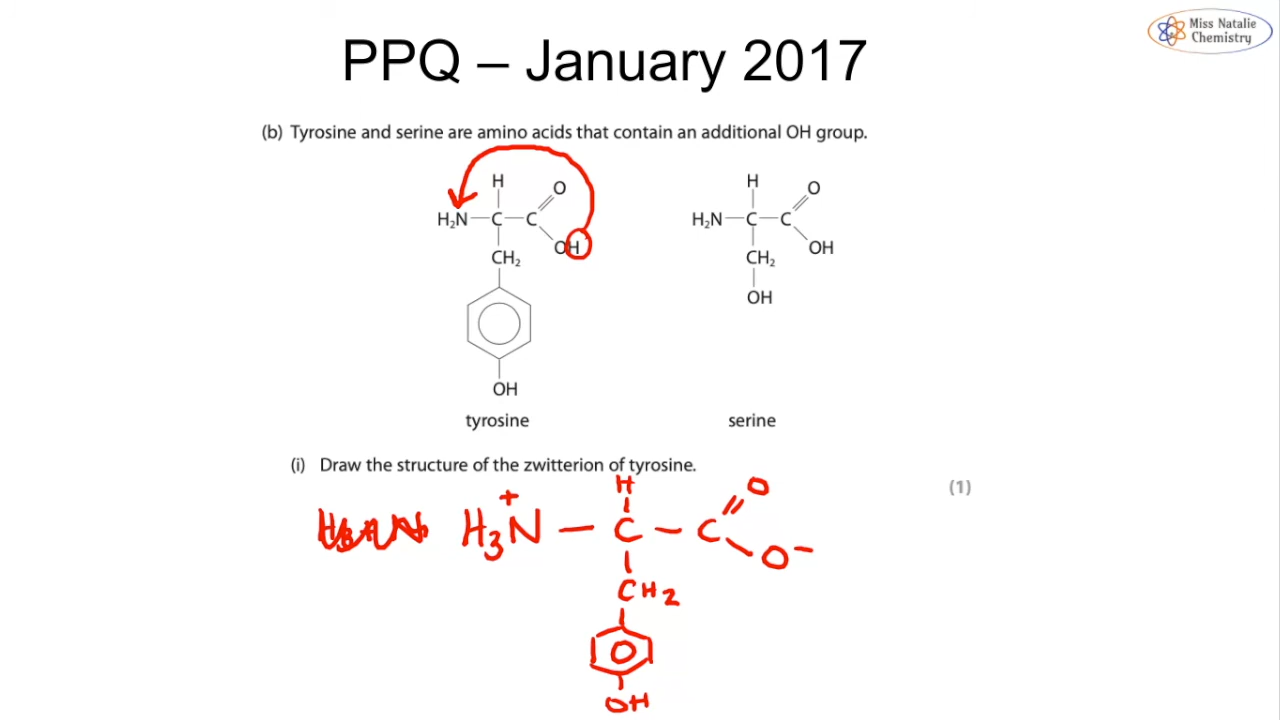 Miss Natalie
Chemistry
PPQ – January 2017
(b) Tyrosine and serine are amino acids that contain an additional OH group.
H O H O
H₂N C C H₂N C C
OH OH
CH₂ CH₂
OH
OH
tyrosine serine
(i) Draw the structure of the zwitterion of tyrosine.
(1)
H O
+
H₃N — C — C
O⁻
CH₂
OH